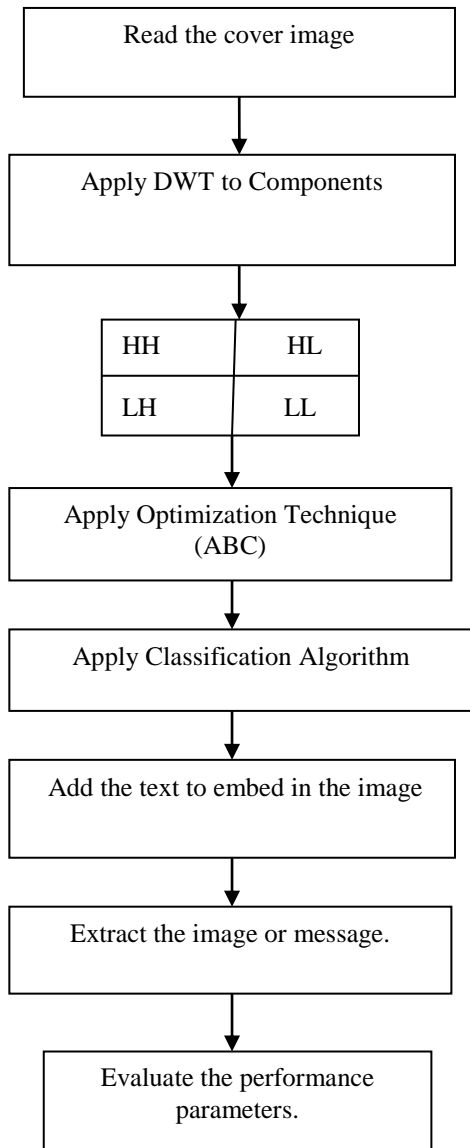 Read the cover image
Apply DWT to Components
HH HL
LH LL
Apply Optimization Technique
(ABC)
Apply Classification Algorithm
Add the text to embed in the image
Extract the image or message.
Evaluate the performance
parameters.